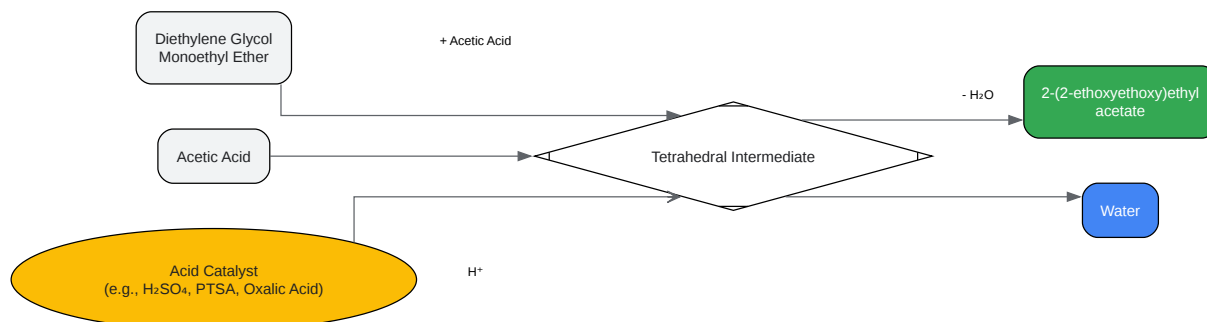 Diethylene Glycol
Monoethyl Ether
+ Acetic Acid
- H₂O
2-(2-ethoxyethoxy)ethyl
acetate
Acetic Acid
Tetrahedral Intermediate
Water
Acid Catalyst
(e.g., H₂SO₄, PTSA, Oxalic Acid)
H⁺